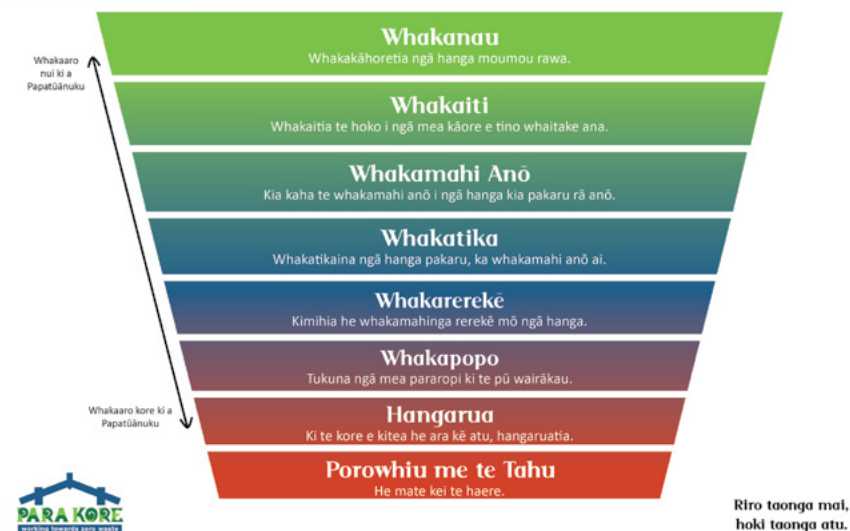 Whakaaro
nui ki a
Papatūānuku
Whakanau
Whakakāhoretia ngā hanga moumou rawa.
Whakaiti
Whakaitia te hoko i ngā mea kāore e tino whaitake ana.
Whakamahi Anō
Kia kaha te whakamahi anō i ngā hanga kia pakaru rā anō.
Whakatika
Whakatikaina ngā hanga pakaru, ka whakamahi anō ai.
Whakarerekē
Kimihia he whakamahinga rerekē mō ngā hanga.
Whakapopo
Tukuna ngā mea pararopi ki te pū wairākau.
Whakaaro kore ki a
Papatūānuku
Hangarua
Ki te kore e kitea he ara kē atu, hangaruatia.
Porowhiu me te Tahu
He mate kei te haere.
PARA KORE
working towards zero waste
Riro taonga mai,
hoki taonga atu.